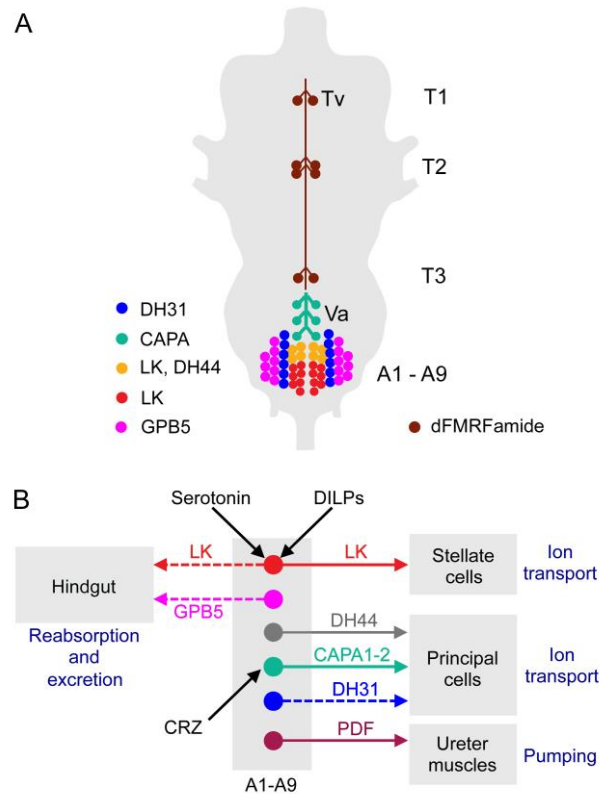 A
Tv
T1
T2
T3
Va
DH31
CAPA
LK, DH44
LK
GPB5
A1 - A9
dFMRFamide
B
Serotonin
DILPs
LK
LK
Hindgut
Stellate
cells
Ion
transport
GPB5
Reabsorption
and
excretion
DH44
CAPA1-2
Principal
cells
Ion
transport
DH31
CRZ
PDF
Ureter
muscles
Pumping
A1-A9